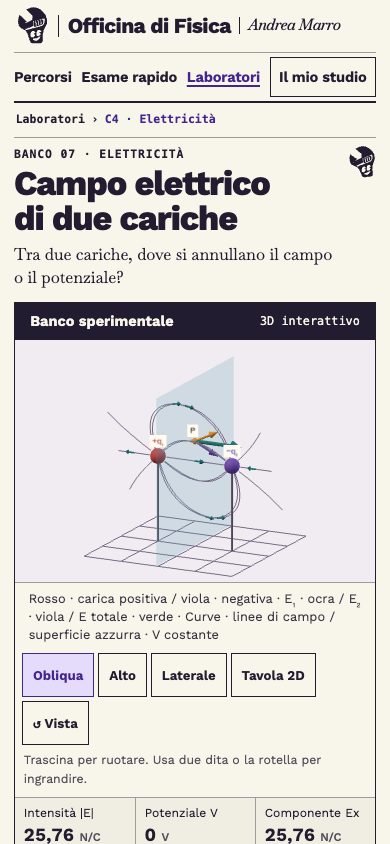 Officina di Fisica Andrea Marro
Percorsi Esame rapido Laboratori Il mio studio
Laboratori › C4 · Elettricità
BANCO 07 · ELETTRICITÀ
Campo elettrico
di due cariche
Tra due cariche, dove si annullano il campo
o il potenziale?
Banco sperimentale 3D interattivo
P
+q₁
−q₂
Rosso · carica positiva / viola · negativa · E₁ · ocra / E₂
· viola / E totale · verde · Curve · linee di campo /
superficie azzurra · V costante
Obliqua Alto Laterale Tavola 2D
↺ Vista
Trascina per ruotare. Usa due dita o la rotella per
ingrandire.
Intensità |E| Potenziale V Componente Ex
25,76 N/C 0 V 25,76 N/C